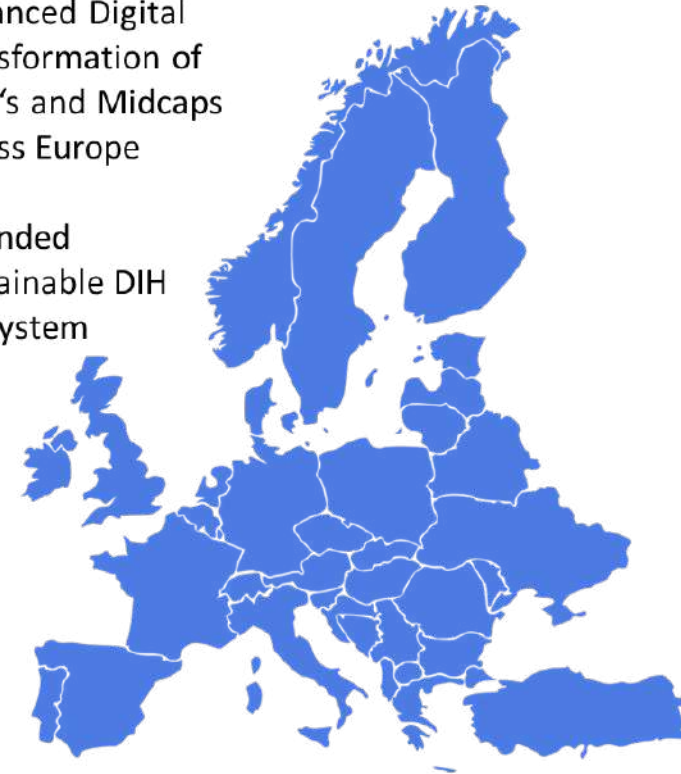 anced Digital
sformation of
‘s and Midcaps
ss Europe
nded
ainable DIH
ystem